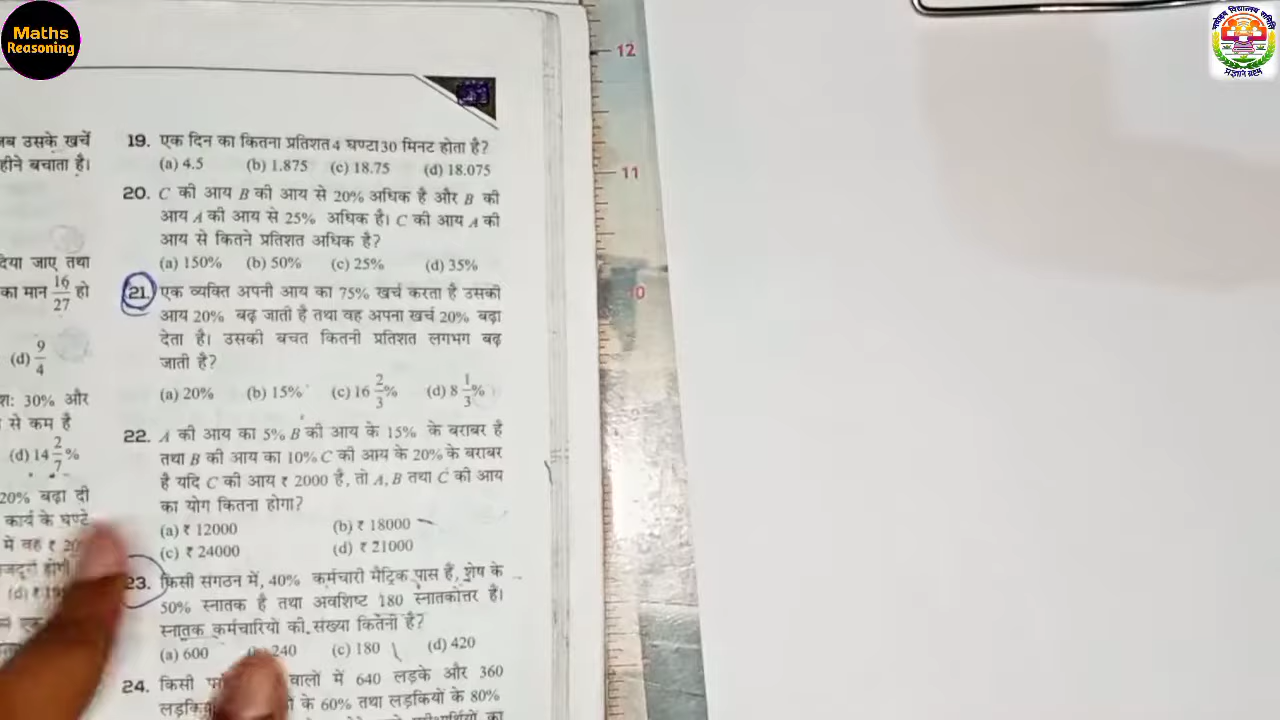 Maths
Reasoning
नवोदय विद्यालय समिति
प्रज्ञानं ब्रह्म
12
11
10
जब उसके खर्चे
हीने बचाता है।
दिया जाए तथा
का मान 16/27 हो
(d) 9/4
शः 30% और
से कम है
(d) 14 2/7 %
20% बढ़ा दी
कार्य के घण्टे
में वह ₹
19. एक दिन का कितना प्रतिशत 4 घण्टा 30 मिनट होता है?
(a) 4.5 (b) 1.875 (c) 18.75 (d) 18.075
20. C की आय B की आय से 20% अधिक है और B की
आय A की आय से 25% अधिक है। C की आय A की
आय से कितने प्रतिशत अधिक है?
(a) 150% (b) 50% (c) 25% (d) 35%
21. एक व्यक्ति अपनी आय का 75% खर्च करता है उसकी
आय 20% बढ़ जाती है तथा वह अपना खर्च 20% बढ़ा
देता है। उसकी बचत कितनी प्रतिशत लगभग बढ़
जाती है?
(a) 20% (b) 15% (c) 16 2/3% (d) 8 1/3%
22. A की आय का 5% B की आय के 15% के बराबर है
तथा B की आय का 10% C की आय के 20% के बराबर
है यदि C की आय ₹ 2000 है, तो A, B तथा C की आय
का योग कितना होगा?
(a) ₹ 12000 (b) ₹ 18000
(c) ₹ 24000 (d) ₹ 21000
23. किसी संगठन में, 40% कर्मचारी मैट्रिक पास हैं, शेष के
50% स्नातक है तथा अवशिष्ट 180 स्नातकोत्तर हैं।
स्नातक कर्मचारियो की संख्या कितनी है?
(a) 600 240 (c) 180 (d) 420
24. किसी वालों में 640 लड़के और 360
के 60% तथा लड़कियों के 80%